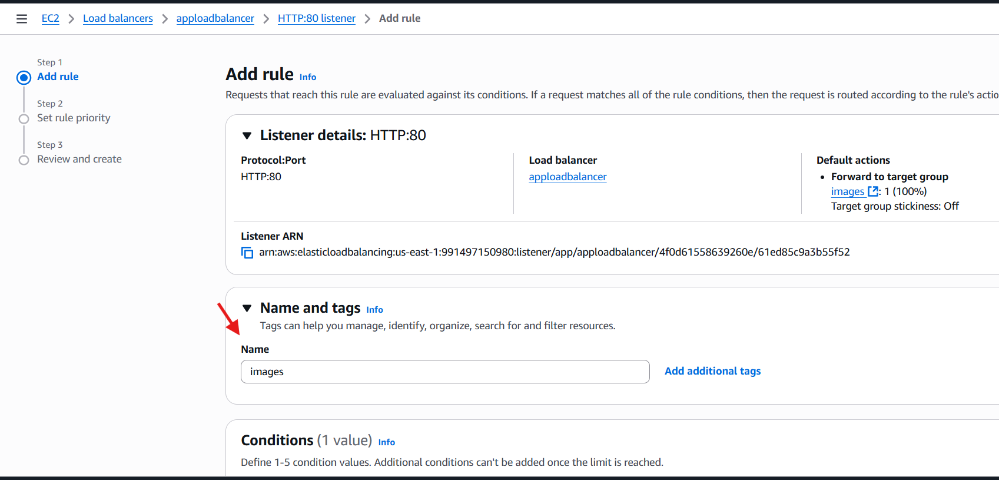 EC2 > Load balancers > apploadbalancer > HTTP:80 listener > Add rule
Step 1
Add rule
Step 2
Set rule priority
Step 3
Review and create
Add rule Info
Requests that reach this rule are evaluated against its conditions. If a request matches all of the rule conditions, then the request is routed according to the rule's actio
Listener details: HTTP:80
Protocol:Port
HTTP:80
Load balancer
apploadbalancer
Default actions
• Forward to target group
images : 1 (100%)
Target group stickiness: Off
Listener ARN
arn:aws:elasticloadbalancing:us-east-1:991497150980:listener/app/apploadbalancer/4f0d61558639260e/61ed85c9a3b55f52
Name and tags Info
Tags can help you manage, identify, organize, search for and filter resources.
Name
images
Add additional tags
Conditions (1 value) Info
Define 1-5 condition values. Additional conditions can't be added once the limit is reached.